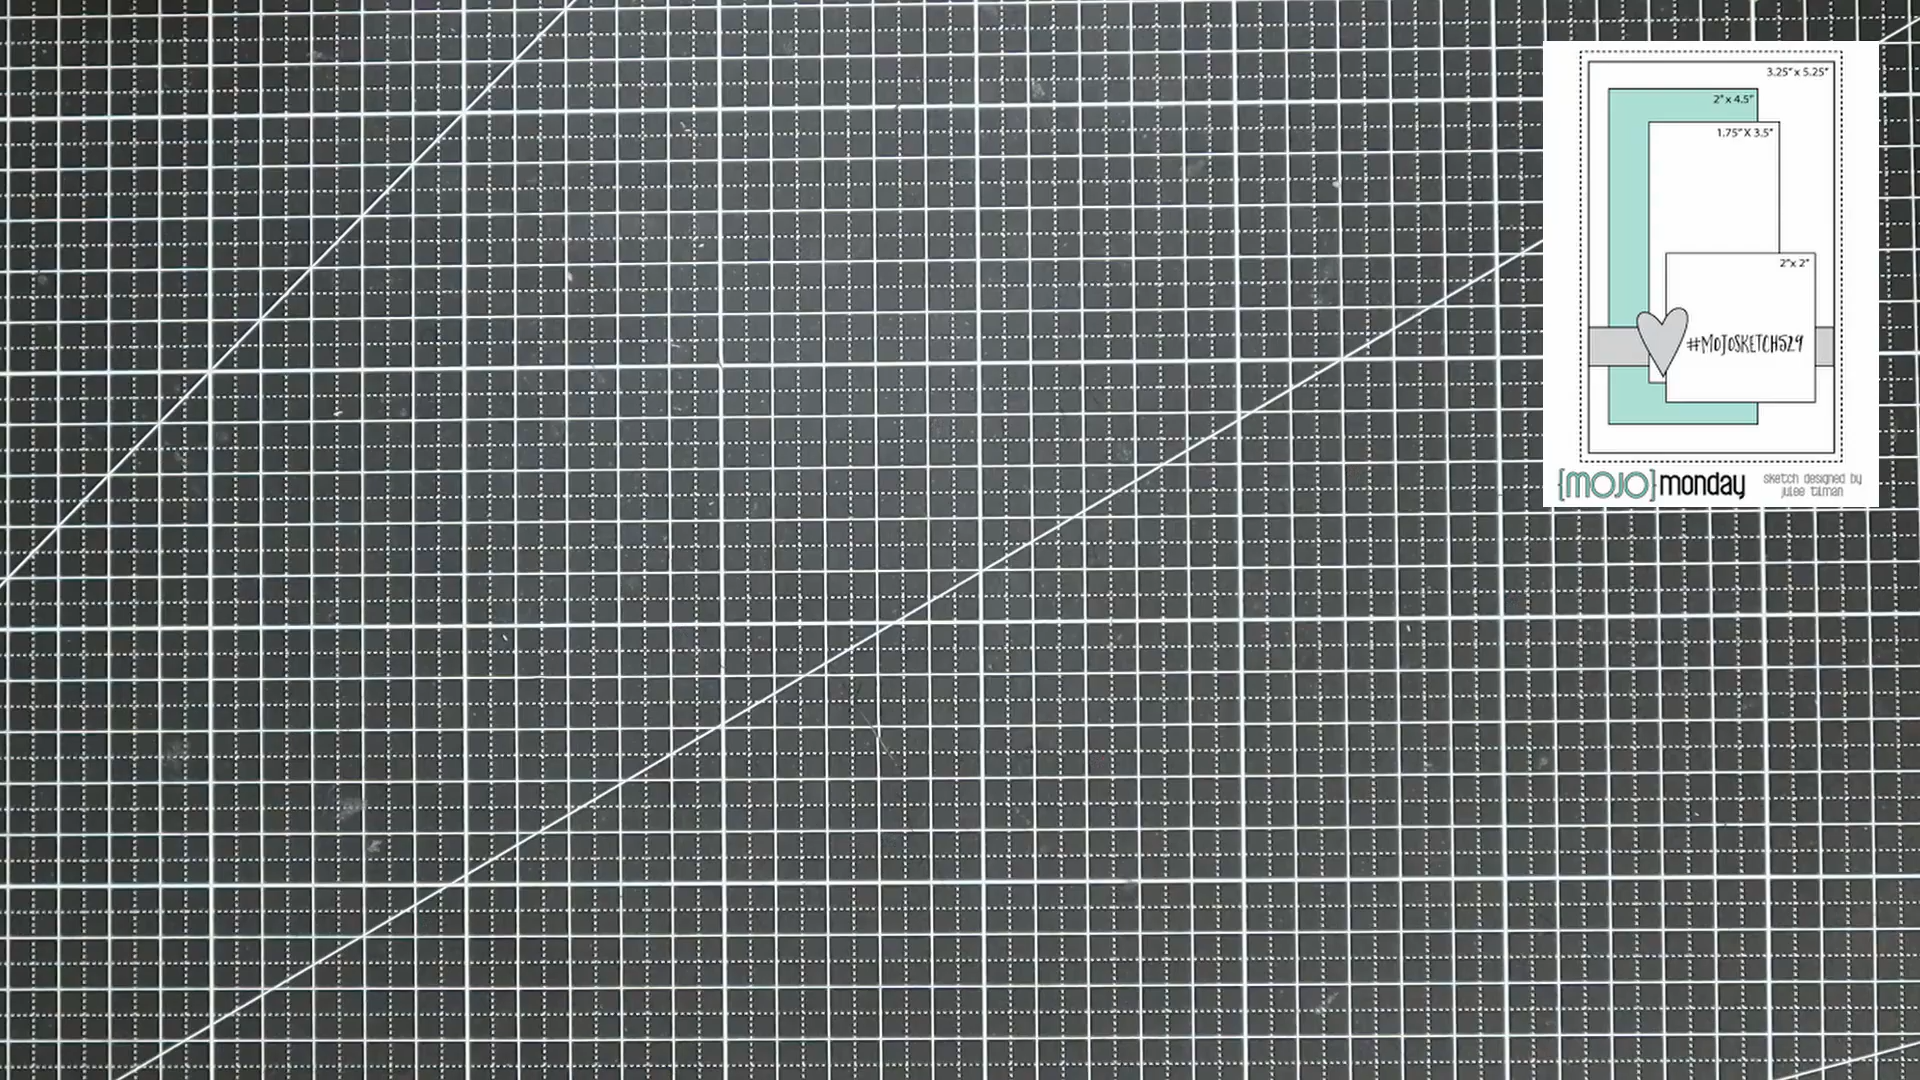 3.25" x 5.25"
2" x 4.5"
1.75" X 3.5"
2" x 2"
#MOJOSKETCH529
{MOJO}monday
sketch designed by
julee tilman